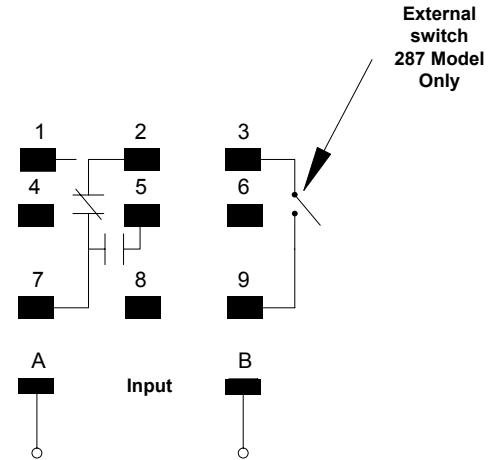 External
switch
287 Model
Only
1 2 3
4 5 6
7 8 9
A B
Input